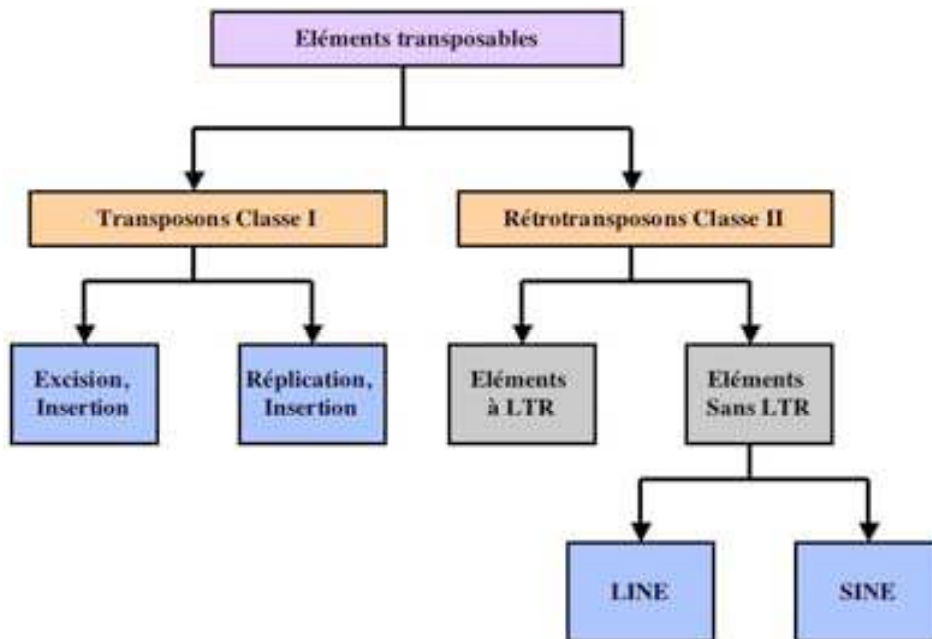 Eléments transposables
Transposons Classe I
Rétrotransposons Classe II
Excision,
Insertion
Réplication,
Insertion
Eléments
à LTR
Eléments
Sans LTR
LINE
SINE